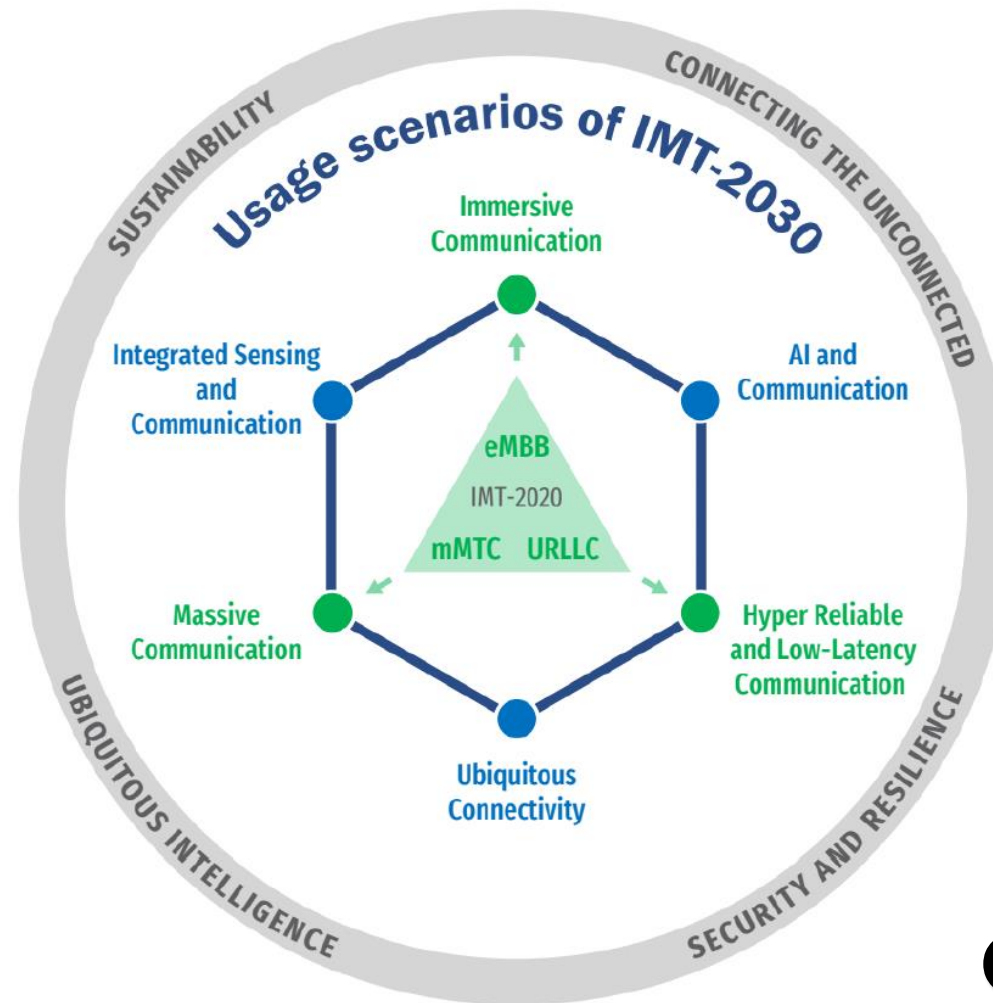 SUSTAINABILITY
CONNECTING THE UNCONNECTED
Usage scenarios of IMT-2030
Immersive
Communication
Integrated Sensing
and
Communication
AI and
Communication
eMBB
IMT-2020
mMTC URLLC
Massive
Communication
Hyper Reliable
and Low-Latency
Communication
Ubiquitous
Connectivity
UBIQUITOUS INTELLIGENCE
SECURITY AND RESILIENCE